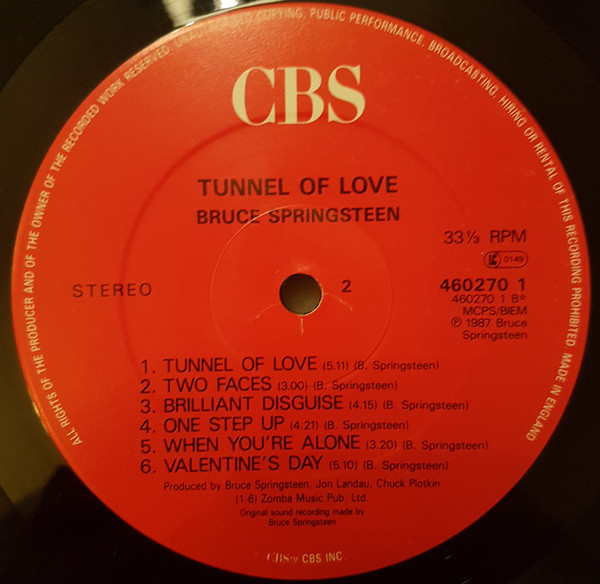 ALL RIGHTS OF THE PRODUCER AND OF THE OWNER OF THE RECORDED WORK RESERVED UNAUTHORISED COPYING, PUBLIC PERFORMANCE, BROADCASTING, HIRING OR RENTAL OF THIS RECORDING PROHIBITED. MADE IN ENGLAND
CBS
TUNNEL OF LOVE
BRUCE SPRINGSTEEN
33⅓ RPM
LC 0149
STEREO
2
460270 1
460270 1 B°
MCPS/BIEM
℗ 1987 Bruce
Springsteen
1. TUNNEL OF LOVE (5.11) (B. Springsteen)
2. TWO FACES (3.00) (B. Springsteen)
3. BRILLIANT DISGUISE (4.15) (B. Springsteen)
4. ONE STEP UP (4.21) (B. Springsteen)
5. WHEN YOU'RE ALONE (3.20) (B. Springsteen)
6. VALENTINE'S DAY (5.10) (B. Springsteen)
Produced by Bruce Springsteen, Jon Landau, Chuck Plotkin
(1-6) Zomba Music Pub. Ltd.
Original sound recording made by
Bruce Springsteen
CBS CBS INC.